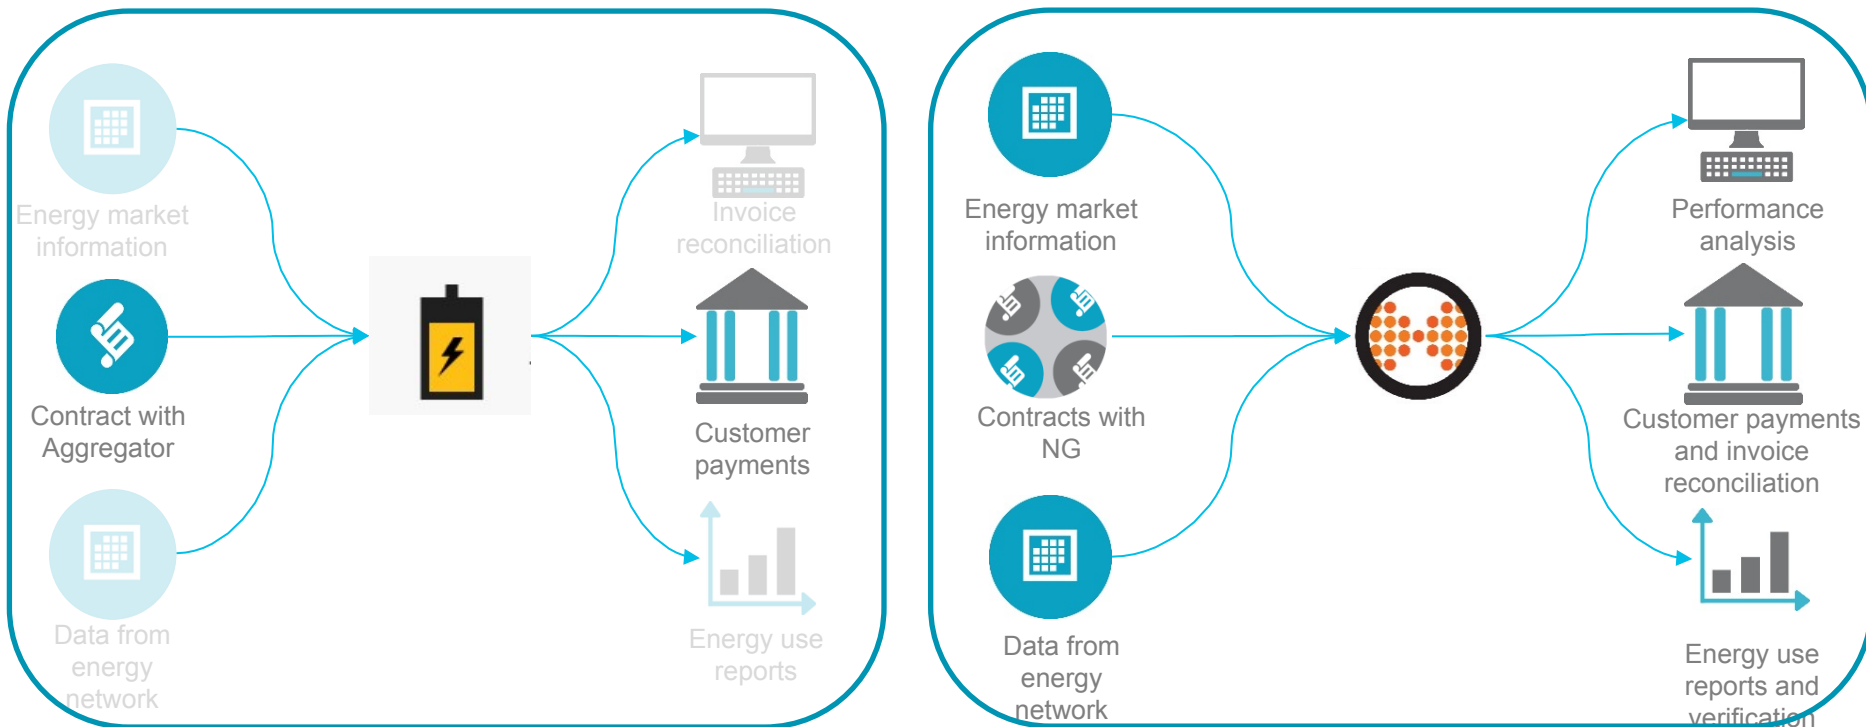 Energy market
information
Contract with
Aggregator
Data from
energy
network
Invoice
reconciliation
Customer
payments
Energy use
reports
Energy market
information
Contracts with
NG
Data from
energy
network
Performance
analysis
Customer payments
and invoice
reconciliation
Energy use
reports and
verification